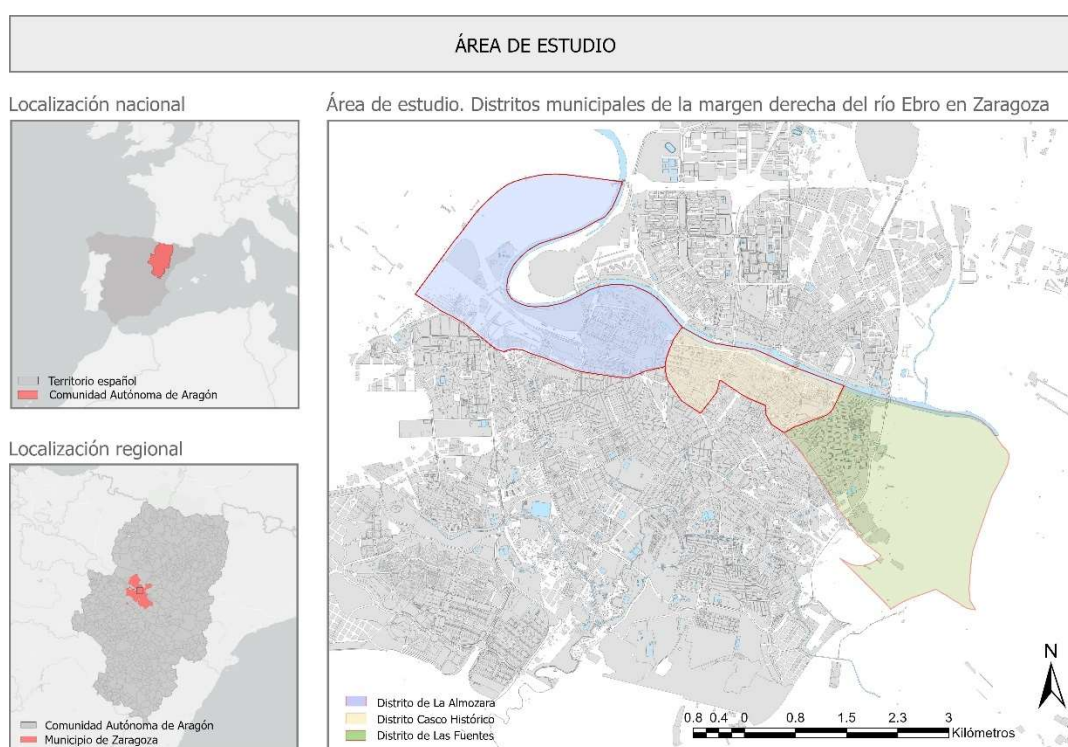 ÁREA DE ESTUDIO
Localización nacional
Territorio español
Comunidad Autónoma de Aragón
Localización regional
Comunidad Autónoma de Aragón
Municipio de Zaragoza
Área de estudio. Distritos municipales de la margen derecha del río Ebro en Zaragoza
Distrito de La Almozara
Distrito Casco Histórico
Distrito de Las Fuentes
N
0.8 0.4 0 0.8 1.5 2.3 3
Kilómetros